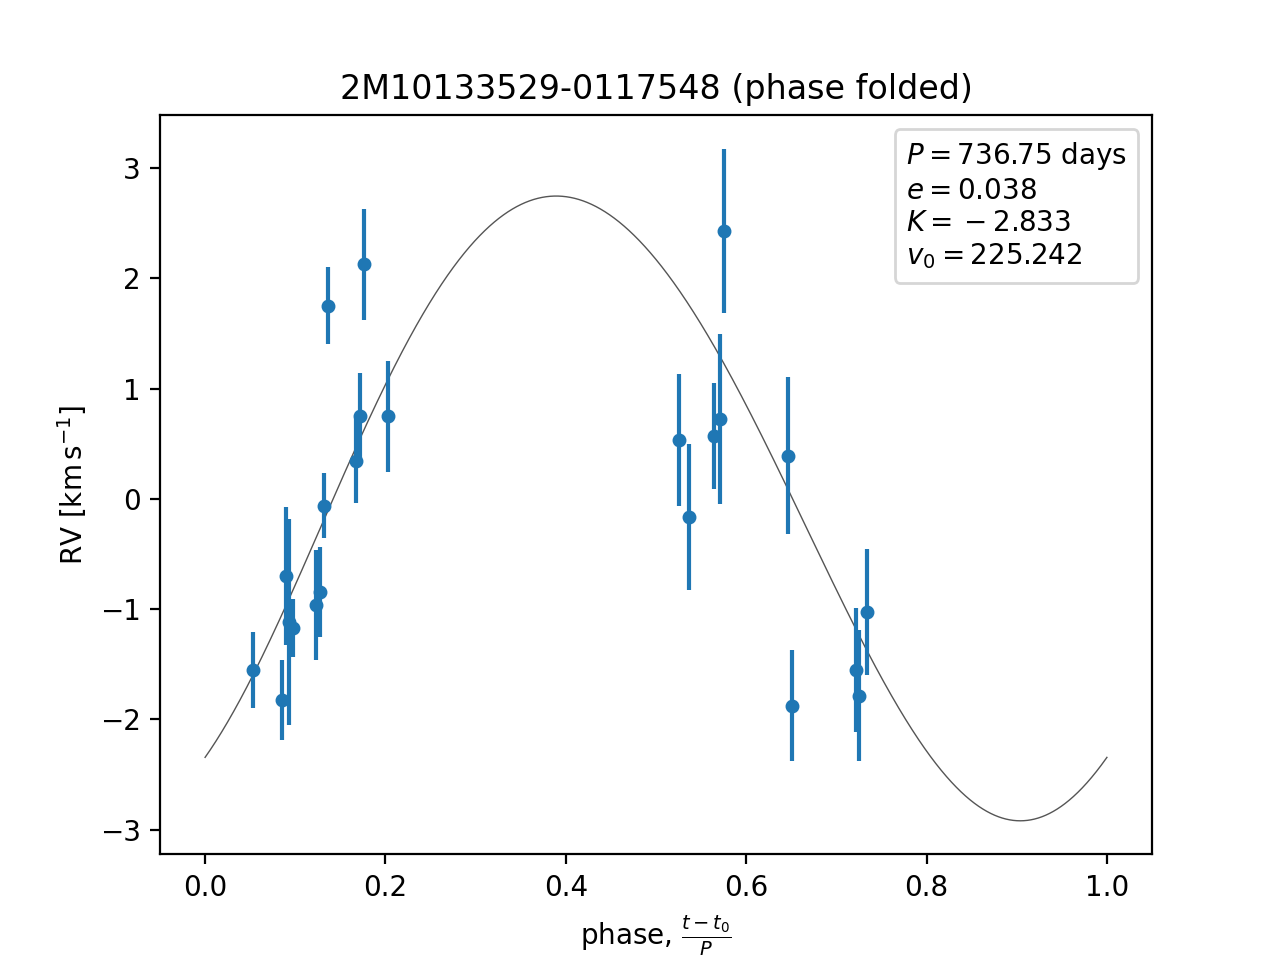 2M10133529-0117548 (phase folded)
P = 736.75 days
e = 0.038
K = −2.833
v₀ = 225.242
RV [km s⁻¹]
3
2
1
0
−1
−2
−3
0.0 0.2 0.4 0.6 0.8 1.0
phase, (t − t₀)/P